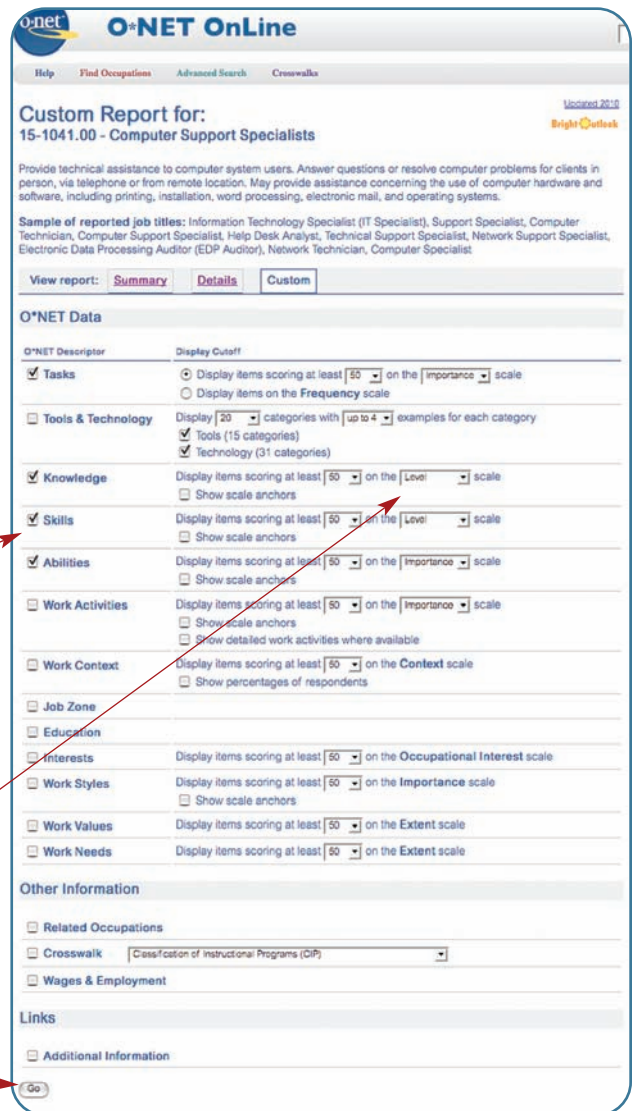 o·net
O*NET OnLine
Help Find Occupations Advanced Search Crosswalks
Custom Report for:
Updated 2010
15-1041.00 - Computer Support Specialists
Bright Outlook
Provide technical assistance to computer system users. Answer questions or resolve computer problems for clients in
person, via telephone or from remote location. May provide assistance concerning the use of computer hardware and
software, including printing, installation, word processing, electronic mail, and operating systems.
Sample of reported job titles: Information Technology Specialist (IT Specialist), Support Specialist, Computer
Technician, Computer Support Specialist, Help Desk Analyst, Technical Support Specialist, Network Support Specialist,
Electronic Data Processing Auditor (EDP Auditor), Network Technician, Computer Specialist
View report: Summary Details Custom
O*NET Data
O*NET Descriptor Display Cutoff
Tasks Display items scoring at least 50 on the Importance scale
Display items on the Frequency scale
Tools & Technology Display 20 categories with up to 4 examples for each category
Tools (15 categories)
Technology (31 categories)
Knowledge Display items scoring at least 50 on the Level scale
Show scale anchors
Skills Display items scoring at least 50 on the Level scale
Show scale anchors
Abilities Display items scoring at least 50 on the Importance scale
Show scale anchors
Work Activities Display items scoring at least 50 on the Importance scale
Show scale anchors
Show detailed work activities where available
Work Context Display items scoring at least 50 on the Context scale
Show percentages of respondents
Job Zone
Education
Interests Display items scoring at least 50 on the Occupational Interest scale
Work Styles Display items scoring at least 50 on the Importance scale
Show scale anchors
Work Values Display items scoring at least 50 on the Extent scale
Work Needs Display items scoring at least 50 on the Extent scale
Other Information
Related Occupations
Crosswalk Classification of Instructional Programs (CIP)
Wages & Employment
Links
Additional Information
Go